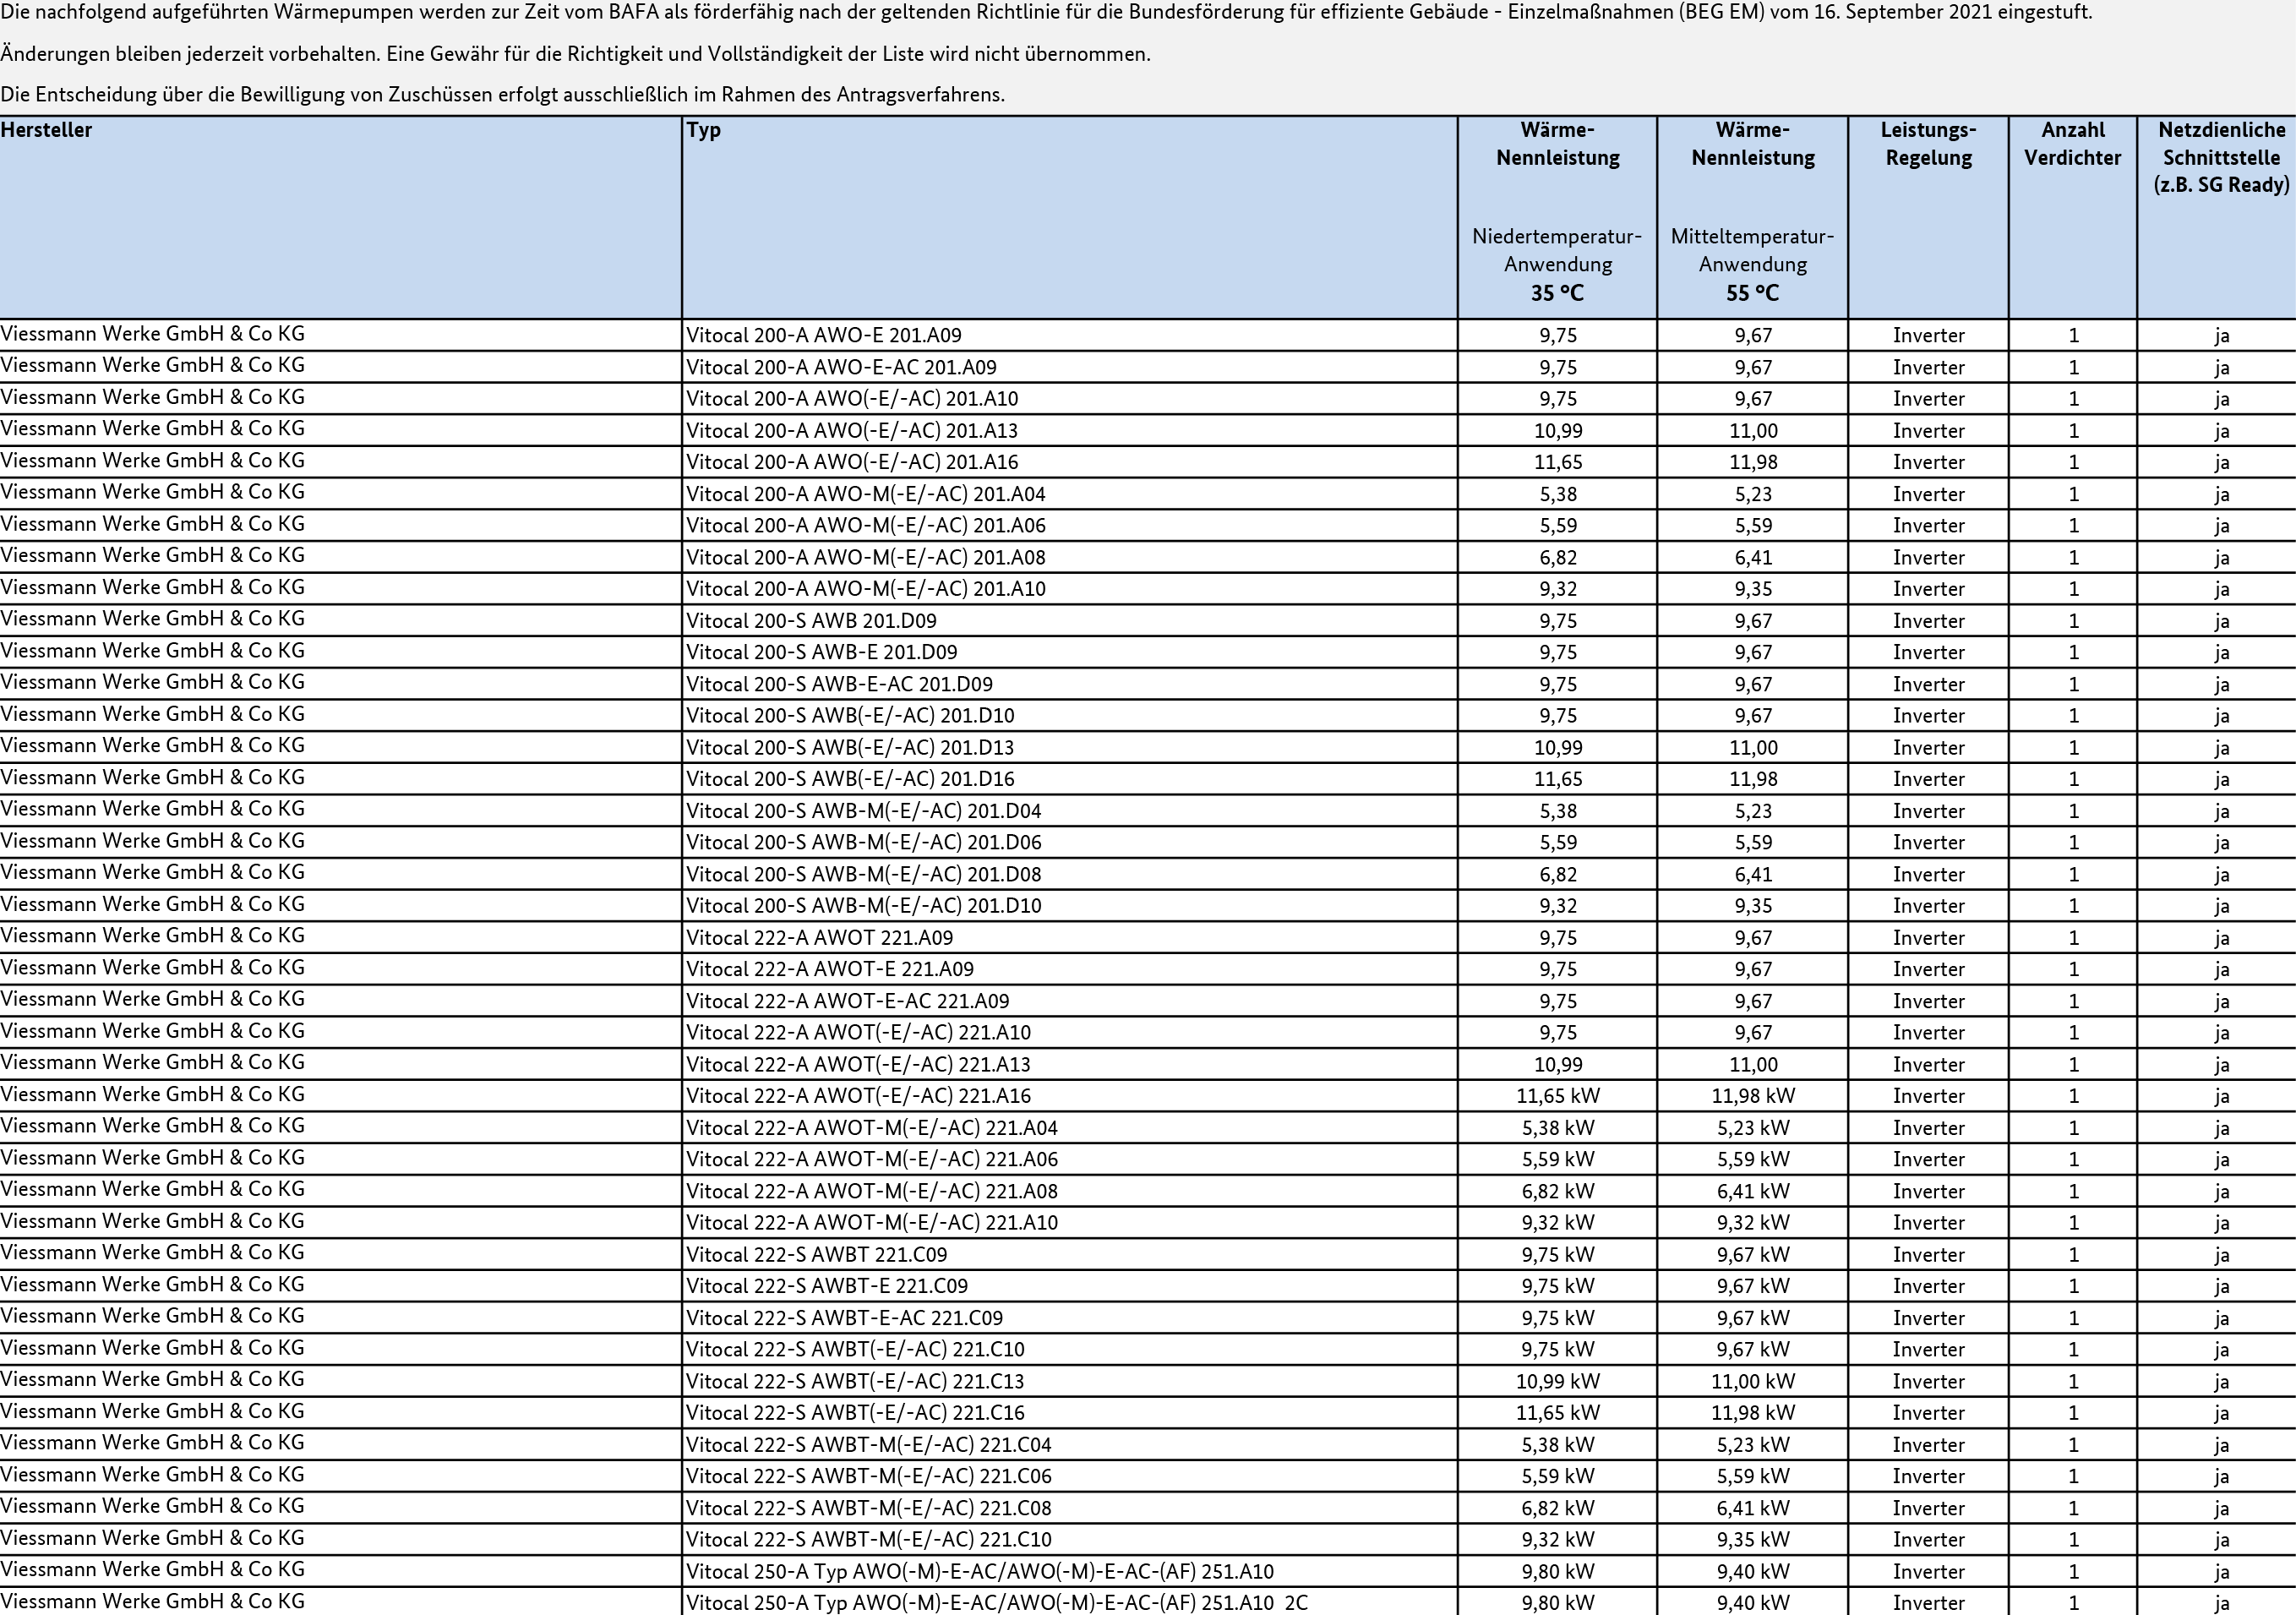 Die nachfolgend aufgeführten Wärmepumpen werden zur Zeit vom BAFA als förderfähig nach der geltenden Richtlinie für die Bundesförderung für effiziente Gebäude - Einzelmaßnahmen (BEG EM) vom 16. September 2021 eingestuft.
Änderungen bleiben jederzeit vorbehalten. Eine Gewähr für die Richtigkeit und Vollständigkeit der Liste wird nicht übernommen.
Die Entscheidung über die Bewilligung von Zuschüssen erfolgt ausschließlich im Rahmen des Antragsverfahrens.
Hersteller Typ Wärme- Wärme- Leistungs- Anzahl Netzdienliche
Nennleistung Nennleistung Regelung Verdichter Schnittstelle
(z.B. SG Ready)
Niedertemperatur- Mitteltemperatur-
Anwendung Anwendung
35 °C 55 °C
Viessmann Werke GmbH & Co KG Vitocal 200-A AWO-E 201.A09 9,75 9,67 Inverter 1 ja
Viessmann Werke GmbH & Co KG Vitocal 200-A AWO-E-AC 201.A09 9,75 9,67 Inverter 1 ja
Viessmann Werke GmbH & Co KG Vitocal 200-A AWO(-E/-AC) 201.A10 9,75 9,67 Inverter 1 ja
Viessmann Werke GmbH & Co KG Vitocal 200-A AWO(-E/-AC) 201.A13 10,99 11,00 Inverter 1 ja
Viessmann Werke GmbH & Co KG Vitocal 200-A AWO(-E/-AC) 201.A16 11,65 11,98 Inverter 1 ja
Viessmann Werke GmbH & Co KG Vitocal 200-A AWO-M(-E/-AC) 201.A04 5,38 5,23 Inverter 1 ja
Viessmann Werke GmbH & Co KG Vitocal 200-A AWO-M(-E/-AC) 201.A06 5,59 5,59 Inverter 1 ja
Viessmann Werke GmbH & Co KG Vitocal 200-A AWO-M(-E/-AC) 201.A08 6,82 6,41 Inverter 1 ja
Viessmann Werke GmbH & Co KG Vitocal 200-A AWO-M(-E/-AC) 201.A10 9,32 9,35 Inverter 1 ja
Viessmann Werke GmbH & Co KG Vitocal 200-S AWB 201.D09 9,75 9,67 Inverter 1 ja
Viessmann Werke GmbH & Co KG Vitocal 200-S AWB-E 201.D09 9,75 9,67 Inverter 1 ja
Viessmann Werke GmbH & Co KG Vitocal 200-S AWB-E-AC 201.D09 9,75 9,67 Inverter 1 ja
Viessmann Werke GmbH & Co KG Vitocal 200-S AWB(-E/-AC) 201.D10 9,75 9,67 Inverter 1 ja
Viessmann Werke GmbH & Co KG Vitocal 200-S AWB(-E/-AC) 201.D13 10,99 11,00 Inverter 1 ja
Viessmann Werke GmbH & Co KG Vitocal 200-S AWB(-E/-AC) 201.D16 11,65 11,98 Inverter 1 ja
Viessmann Werke GmbH & Co KG Vitocal 200-S AWB-M(-E/-AC) 201.D04 5,38 5,23 Inverter 1 ja
Viessmann Werke GmbH & Co KG Vitocal 200-S AWB-M(-E/-AC) 201.D06 5,59 5,59 Inverter 1 ja
Viessmann Werke GmbH & Co KG Vitocal 200-S AWB-M(-E/-AC) 201.D08 6,82 6,41 Inverter 1 ja
Viessmann Werke GmbH & Co KG Vitocal 200-S AWB-M(-E/-AC) 201.D10 9,32 9,35 Inverter 1 ja
Viessmann Werke GmbH & Co KG Vitocal 222-A AWOT 221.A09 9,75 9,67 Inverter 1 ja
Viessmann Werke GmbH & Co KG Vitocal 222-A AWOT-E 221.A09 9,75 9,67 Inverter 1 ja
Viessmann Werke GmbH & Co KG Vitocal 222-A AWOT-E-AC 221.A09 9,75 9,67 Inverter 1 ja
Viessmann Werke GmbH & Co KG Vitocal 222-A AWOT(-E/-AC) 221.A10 9,75 9,67 Inverter 1 ja
Viessmann Werke GmbH & Co KG Vitocal 222-A AWOT(-E/-AC) 221.A13 10,99 11,00 Inverter 1 ja
Viessmann Werke GmbH & Co KG Vitocal 222-A AWOT(-E/-AC) 221.A16 11,65 kW 11,98 kW Inverter 1 ja
Viessmann Werke GmbH & Co KG Vitocal 222-A AWOT-M(-E/-AC) 221.A04 5,38 kW 5,23 kW Inverter 1 ja
Viessmann Werke GmbH & Co KG Vitocal 222-A AWOT-M(-E/-AC) 221.A06 5,59 kW 5,59 kW Inverter 1 ja
Viessmann Werke GmbH & Co KG Vitocal 222-A AWOT-M(-E/-AC) 221.A08 6,82 kW 6,41 kW Inverter 1 ja
Viessmann Werke GmbH & Co KG Vitocal 222-A AWOT-M(-E/-AC) 221.A10 9,32 kW 9,32 kW Inverter 1 ja
Viessmann Werke GmbH & Co KG Vitocal 222-S AWBT 221.C09 9,75 kW 9,67 kW Inverter 1 ja
Viessmann Werke GmbH & Co KG Vitocal 222-S AWBT-E 221.C09 9,75 kW 9,67 kW Inverter 1 ja
Viessmann Werke GmbH & Co KG Vitocal 222-S AWBT-E-AC 221.C09 9,75 kW 9,67 kW Inverter 1 ja
Viessmann Werke GmbH & Co KG Vitocal 222-S AWBT(-E/-AC) 221.C10 9,75 kW 9,67 kW Inverter 1 ja
Viessmann Werke GmbH & Co KG Vitocal 222-S AWBT(-E/-AC) 221.C13 10,99 kW 11,00 kW Inverter 1 ja
Viessmann Werke GmbH & Co KG Vitocal 222-S AWBT(-E/-AC) 221.C16 11,65 kW 11,98 kW Inverter 1 ja
Viessmann Werke GmbH & Co KG Vitocal 222-S AWBT-M(-E/-AC) 221.C04 5,38 kW 5,23 kW Inverter 1 ja
Viessmann Werke GmbH & Co KG Vitocal 222-S AWBT-M(-E/-AC) 221.C06 5,59 kW 5,59 kW Inverter 1 ja
Viessmann Werke GmbH & Co KG Vitocal 222-S AWBT-M(-E/-AC) 221.C08 6,82 kW 6,41 kW Inverter 1 ja
Viessmann Werke GmbH & Co KG Vitocal 222-S AWBT-M(-E/-AC) 221.C10 9,32 kW 9,35 kW Inverter 1 ja
Viessmann Werke GmbH & Co KG Vitocal 250-A Typ AWO(-M)-E-AC/AWO(-M)-E-AC-(AF) 251.A10 9,80 kW 9,40 kW Inverter 1 ja
Viessmann Werke GmbH & Co KG Vitocal 250-A Typ AWO(-M)-E-AC/AWO(-M)-E-AC-(AF) 251.A10 2C 9,80 kW 9,40 kW Inverter 1 ja